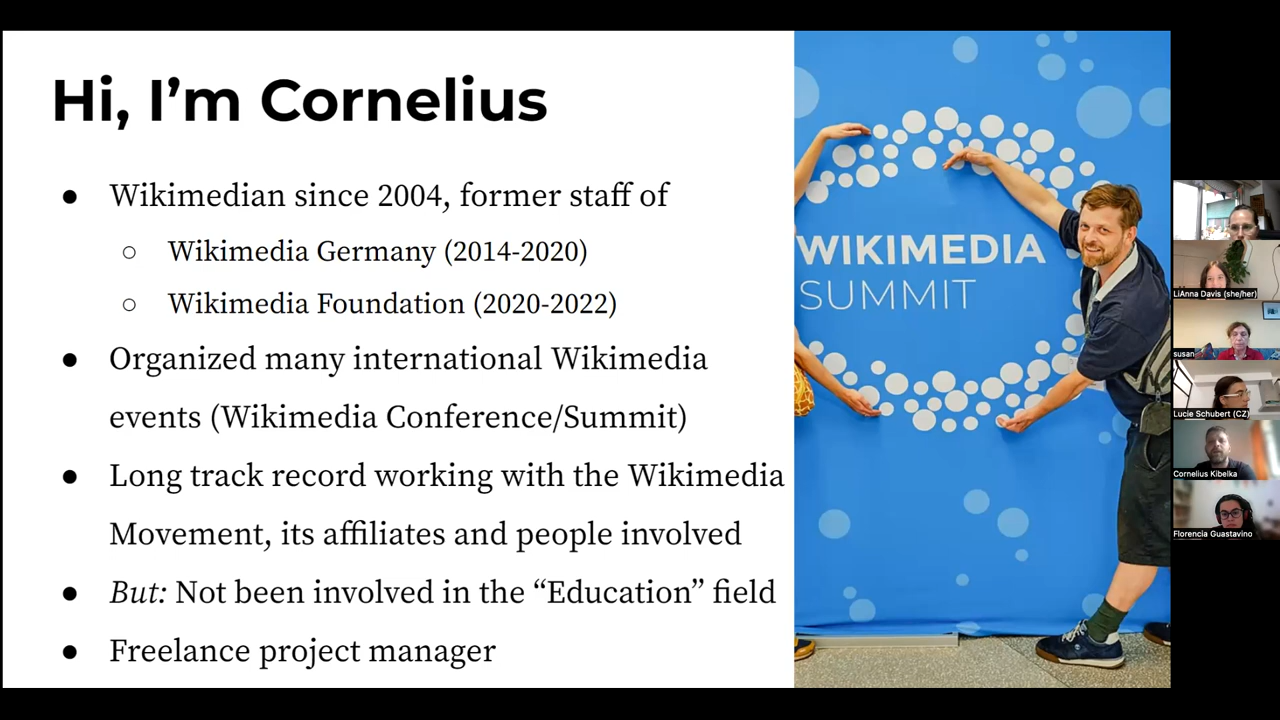 Hi, I’m Cornelius
● Wikimedian since 2004, former staff of
○ Wikimedia Germany (2014-2020)
○ Wikimedia Foundation (2020-2022)
● Organized many international Wikimedia
events (Wikimedia Conference/Summit)
● Long track record working with the Wikimedia
Movement, its affiliates and people involved
● But: Not been involved in the “Education” field
● Freelance project manager
WIKIMEDIA
SUMMIT
LiAnna Davis (she/her)
susan
Lucie Schubert (CZ)
Cornelius Kibelka
Florencia Guastavino